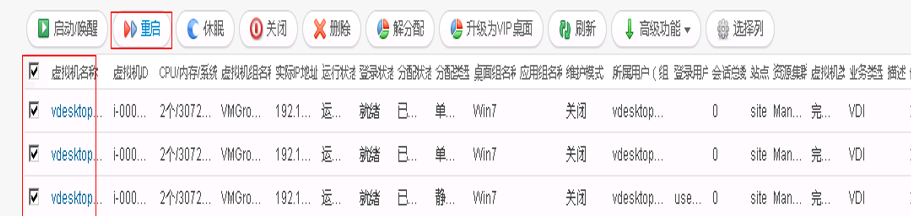 启动/唤醒 重启 休眠 关闭 删除 解分配 升级为VIP桌面 刷新 高级功能 选择列
虚拟机名称 虚拟机ID CPU/内存/系统 虚拟机组名称 实际IP地址 运行状态 登录状态 分配状态 分配类型 桌面组名称 应用组名称 维护模式 所属用户（组 登录用户 会话总数 站点 资源集群 虚拟机类 业务类型 描述
vdesktop... i-000... 2个/3072... VMGro... 192.1... 运... 就绪 已... 单... Win7 关闭 vdesktop... 0 site Man... 完... VDI
vdesktop... i-000... 2个/3072... VMGro... 192.1... 运... 就绪 已... 单... Win7 关闭 vdesktop... 0 site Man... 完... VDI
vdesktop... i-000... 2个/3072... VMGro... 192.1... 运... 就绪 已... 静... Win7 关闭 vdesktop... use... 0 site Man... 完... VDI